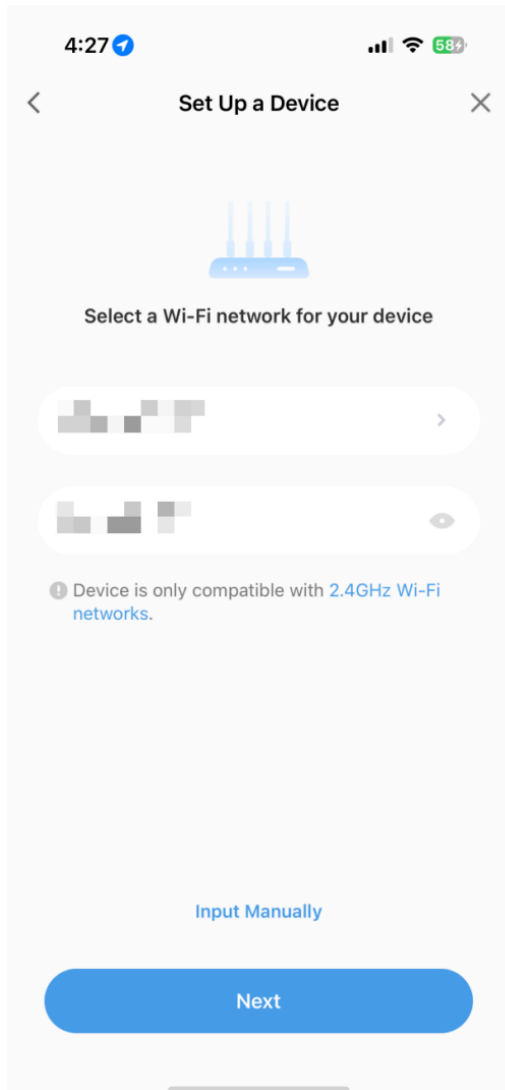 4:27
58
Set Up a Device
Select a Wi-Fi network for your device
Device is only compatible with 2.4GHz Wi-Fi
networks.
Input Manually
Next